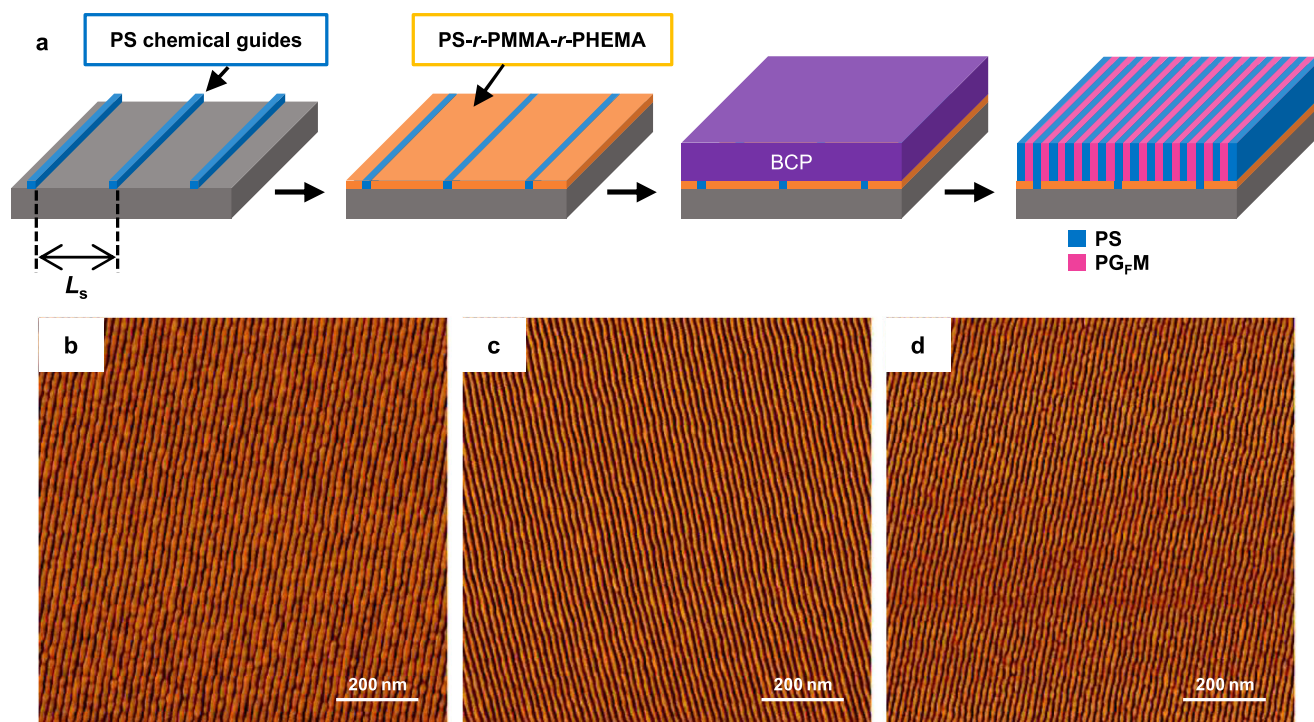 a
PS chemical guides
PS-r-PMMA-r-PHEMA
BCP
Ls
PS
PGFM
b
c
d
200 nm
200 nm
200 nm